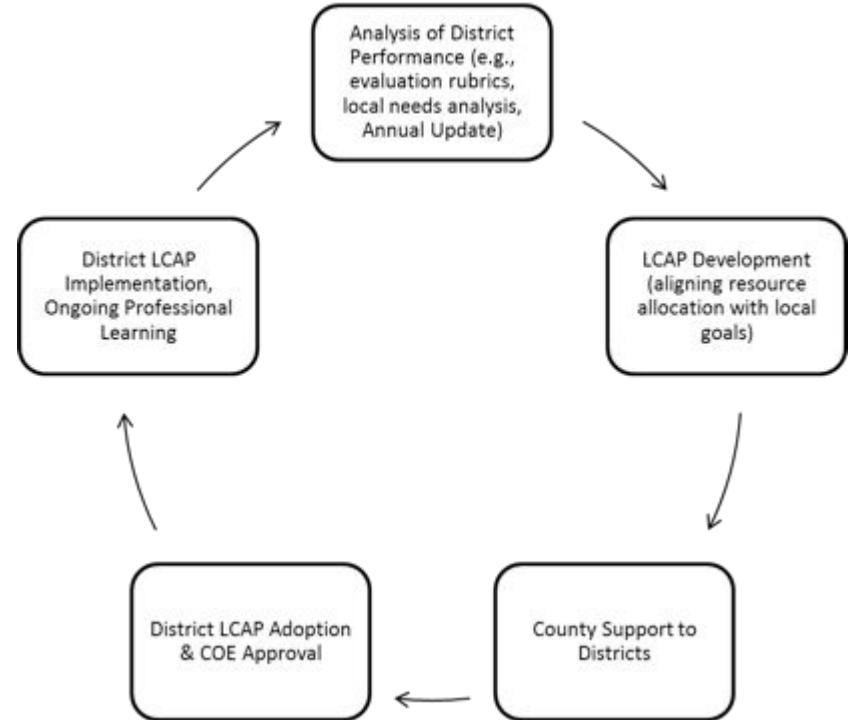 Analysis of District
Performance (e.g.,
evaluation rubrics,
local needs analysis,
Annual Update)
LCAP Development
(aligning resource
allocation with local
goals)
County Support to
Districts
District LCAP Adoption
& COE Approval
District LCAP
Implementation,
Ongoing Professional
Learning